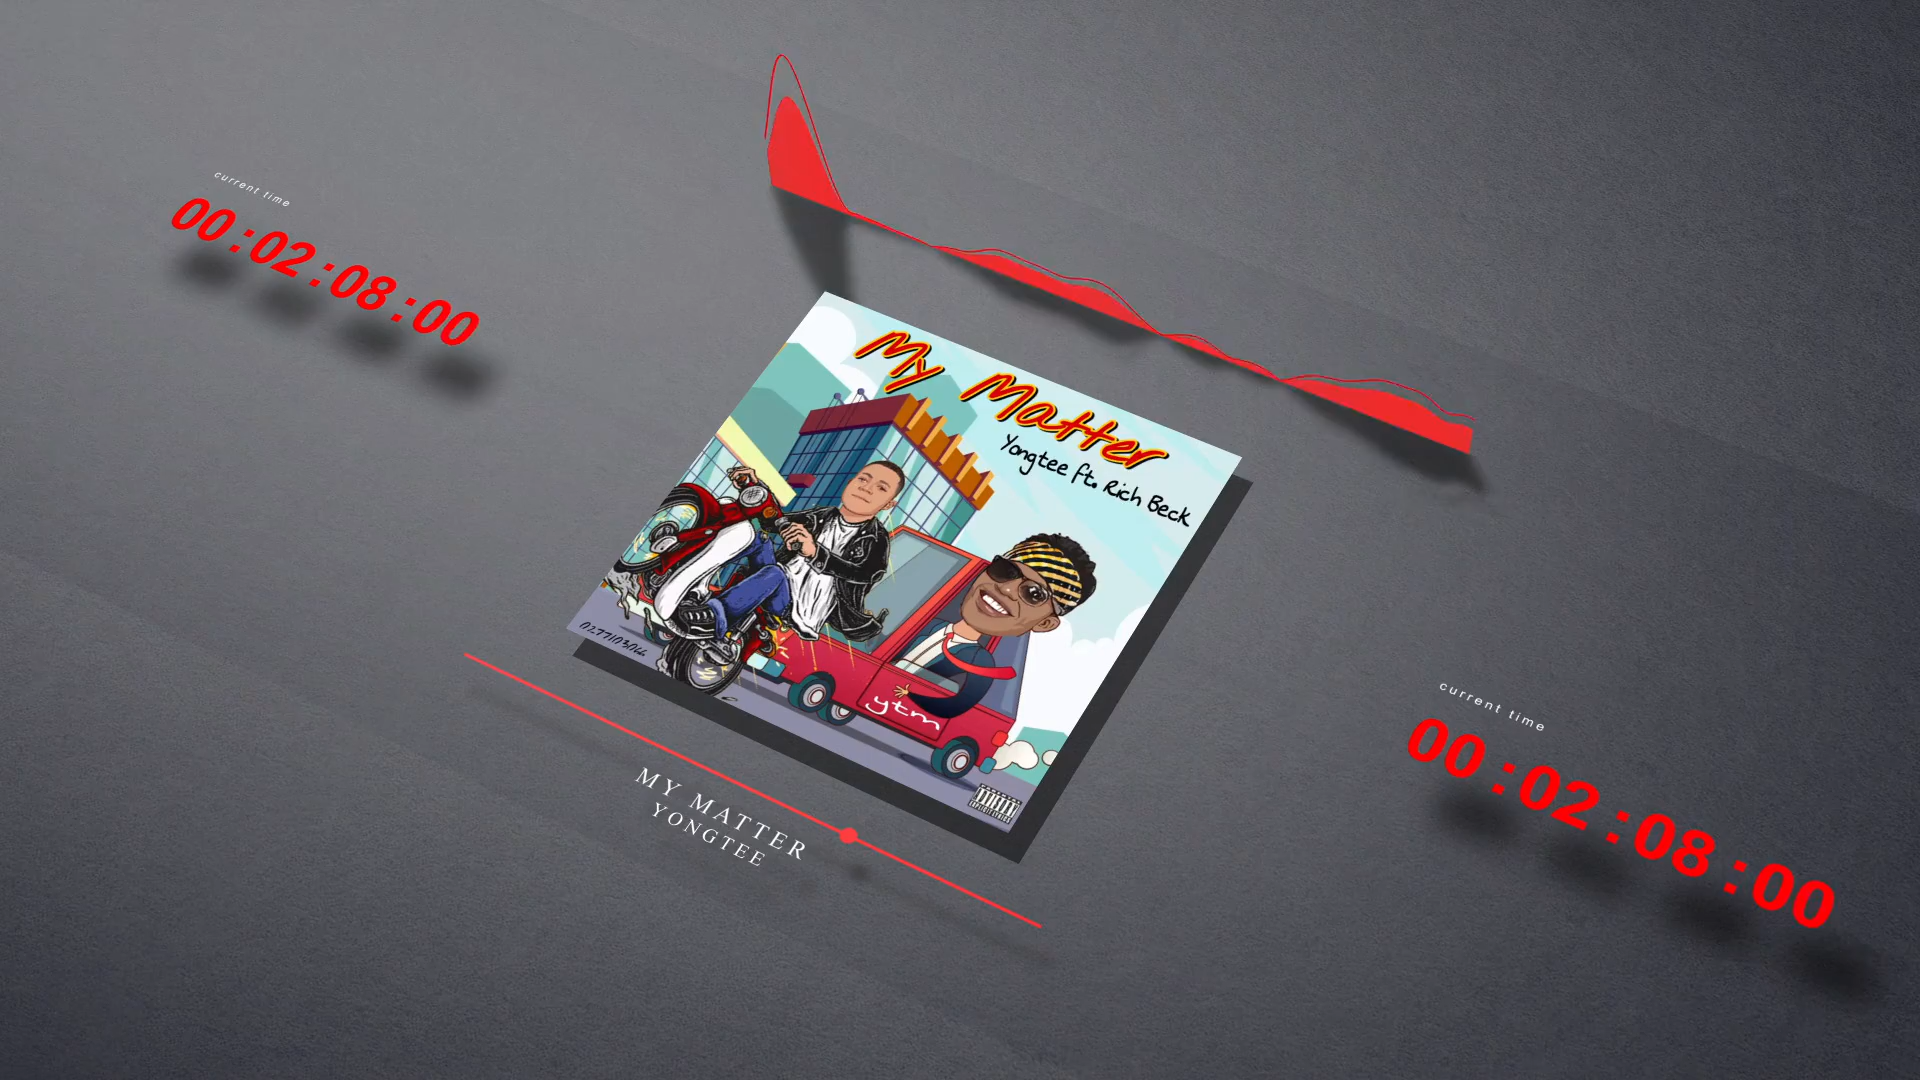 current time
00:02:08:00
My Matter
Yongtee ft. Rich Beck
ytm
MY MATTER
YONGTEE
current time
00:02:08:00